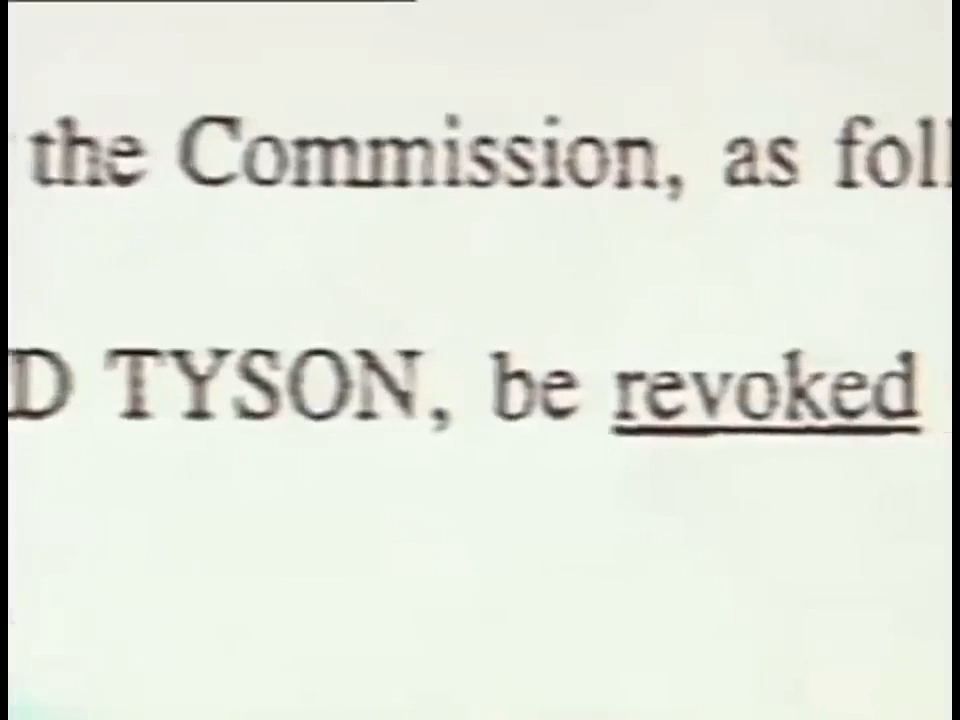 the Commission, as foll
D TYSON, be revoked